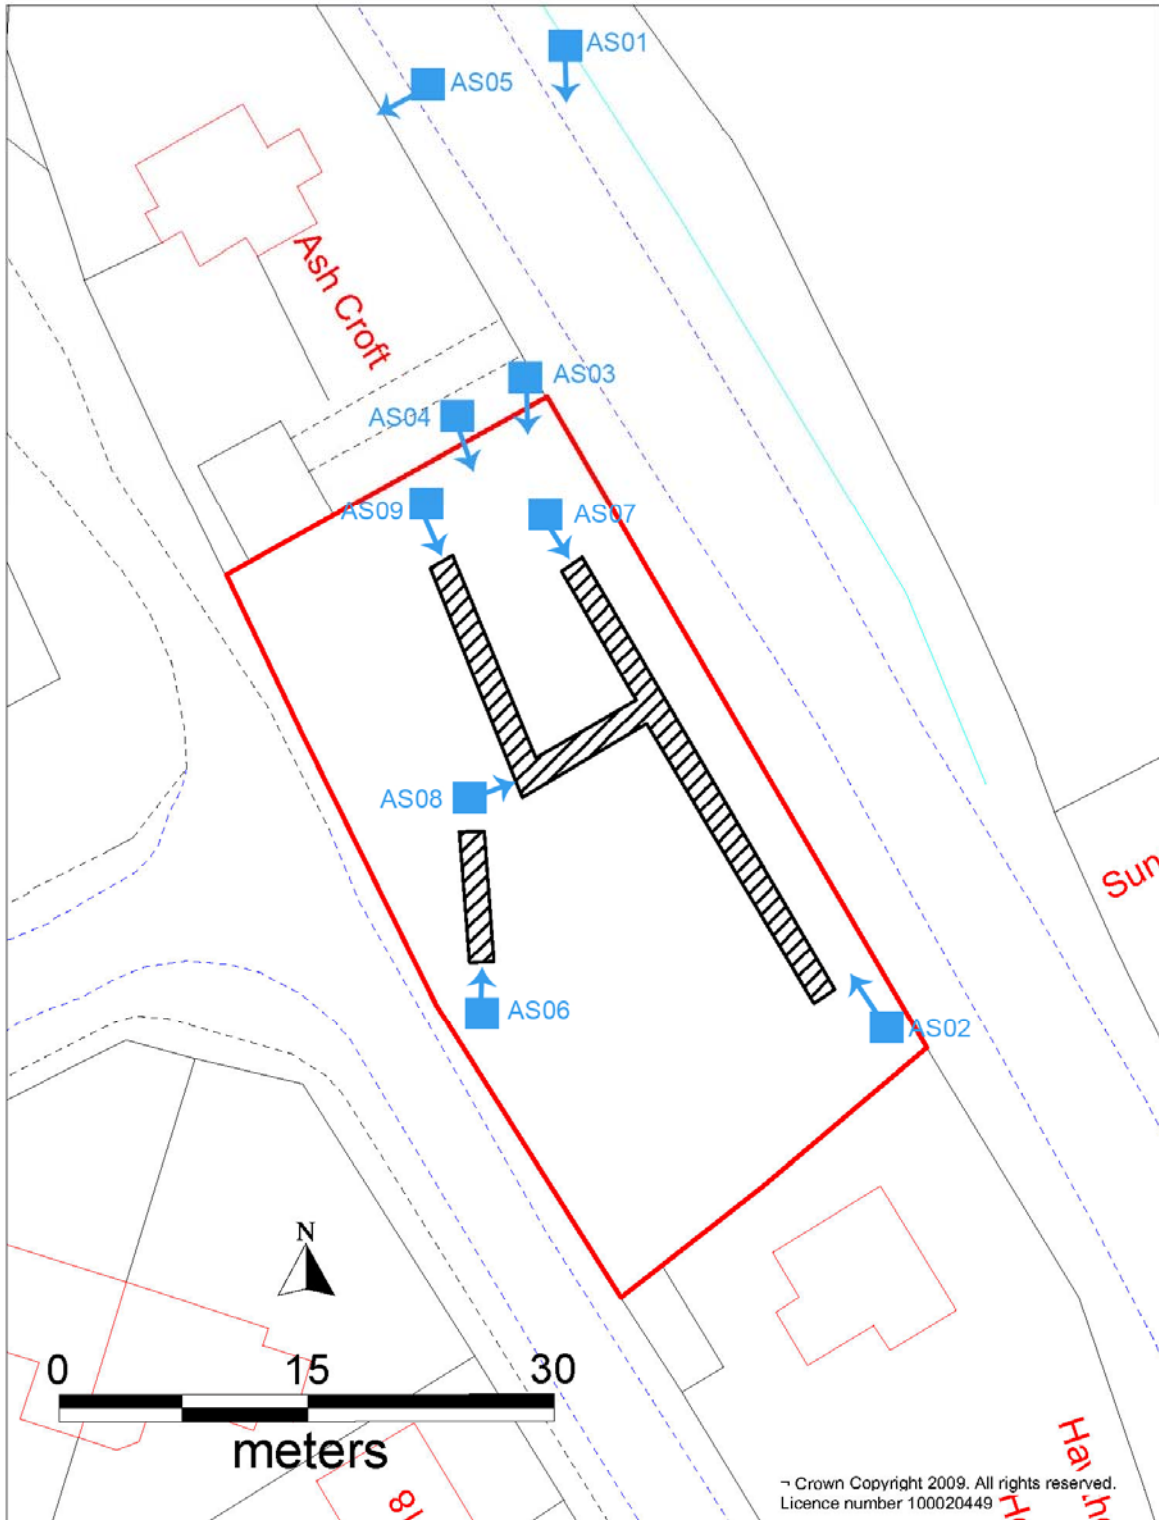 AS01
AS05
Ash Croft
AS03
AS04
AS09
AS07
AS08
Sun
AS06
AS02
N
0 15 30
meters
18
¬ Crown Copyright 2009. All rights reserved.
Licence number 100020449